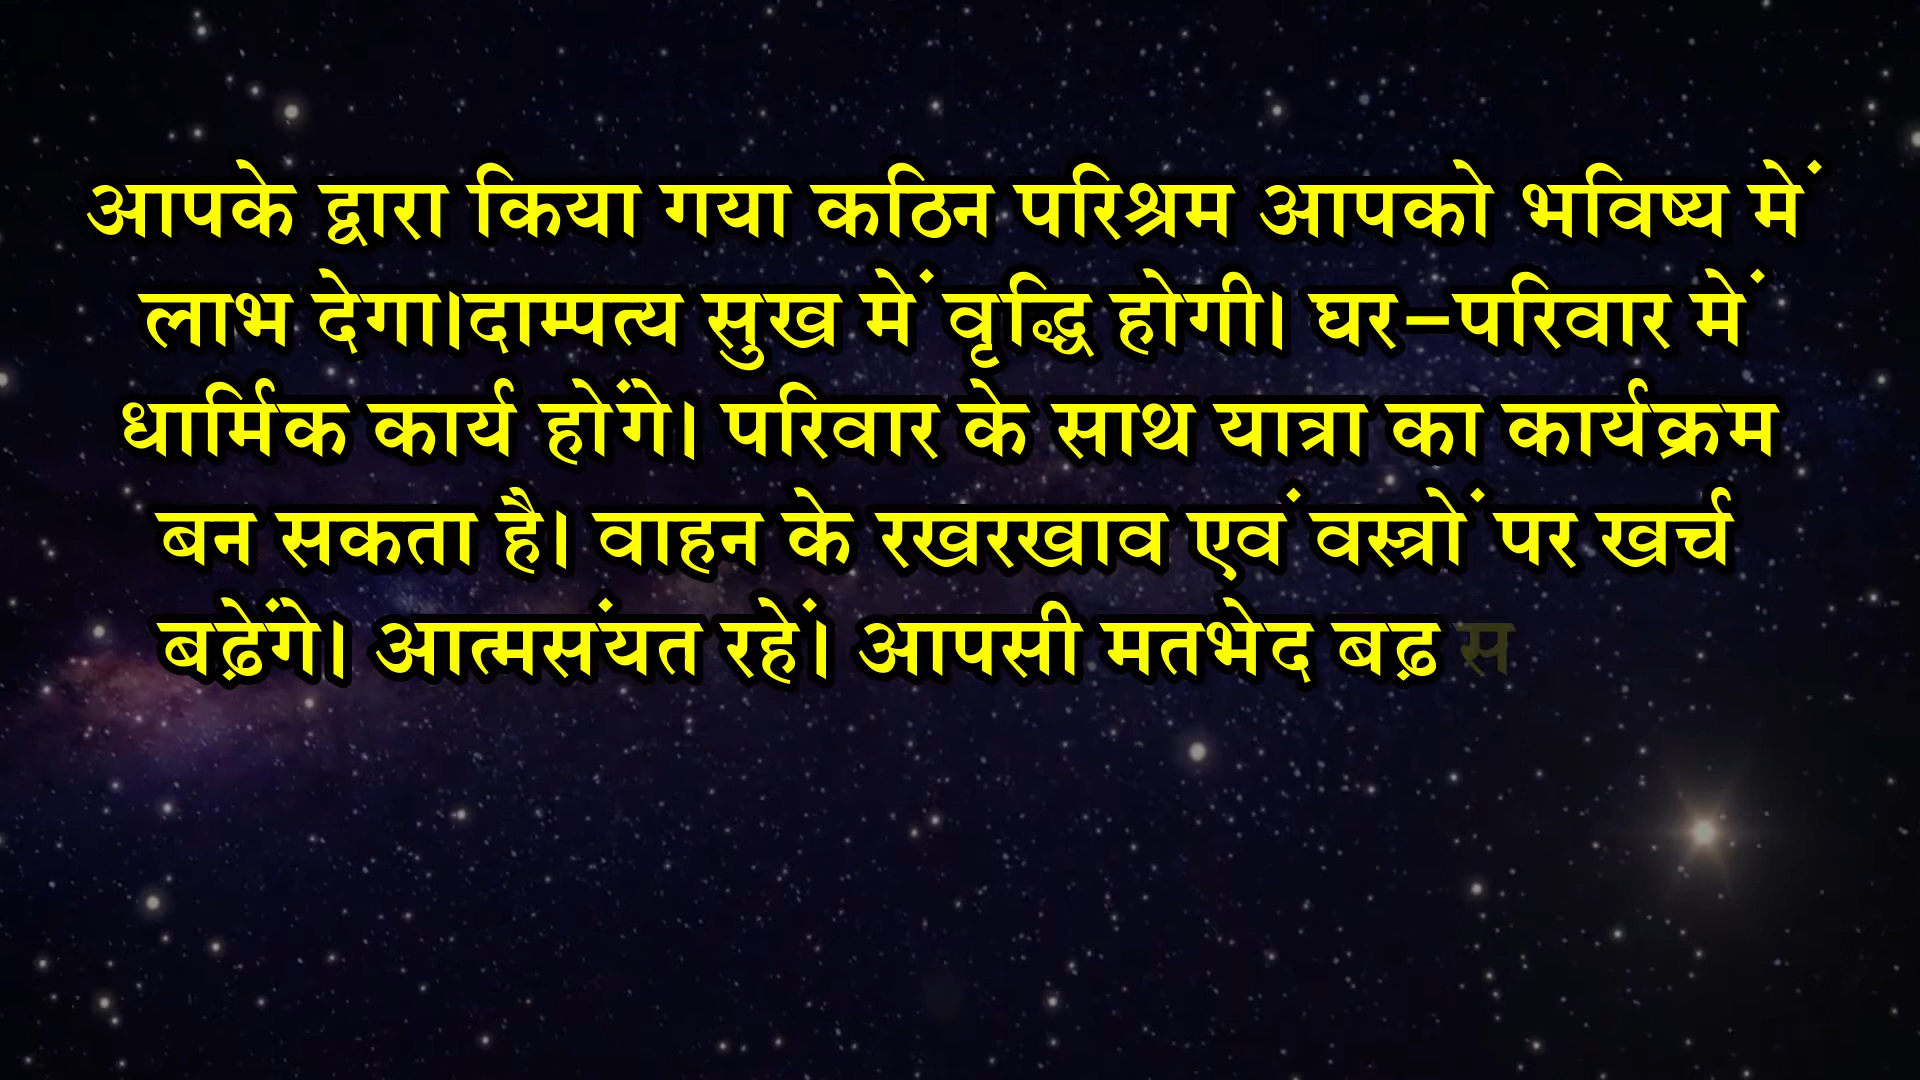 आपके द्वारा किया गया कठिन परिश्रम आपको भविष्य में
लाभ देगा।दाम्पत्य सुख में वृद्धि होगी। घर–परिवार में
धार्मिक कार्य होंगे। परिवार के साथ यात्रा का कार्यक्रम
बन सकता है। वाहन के रखरखाव एवं वस्त्रों पर खर्च
बढ़ेंगे। आत्मसंयत रहें। आपसी मतभेद बढ़ स